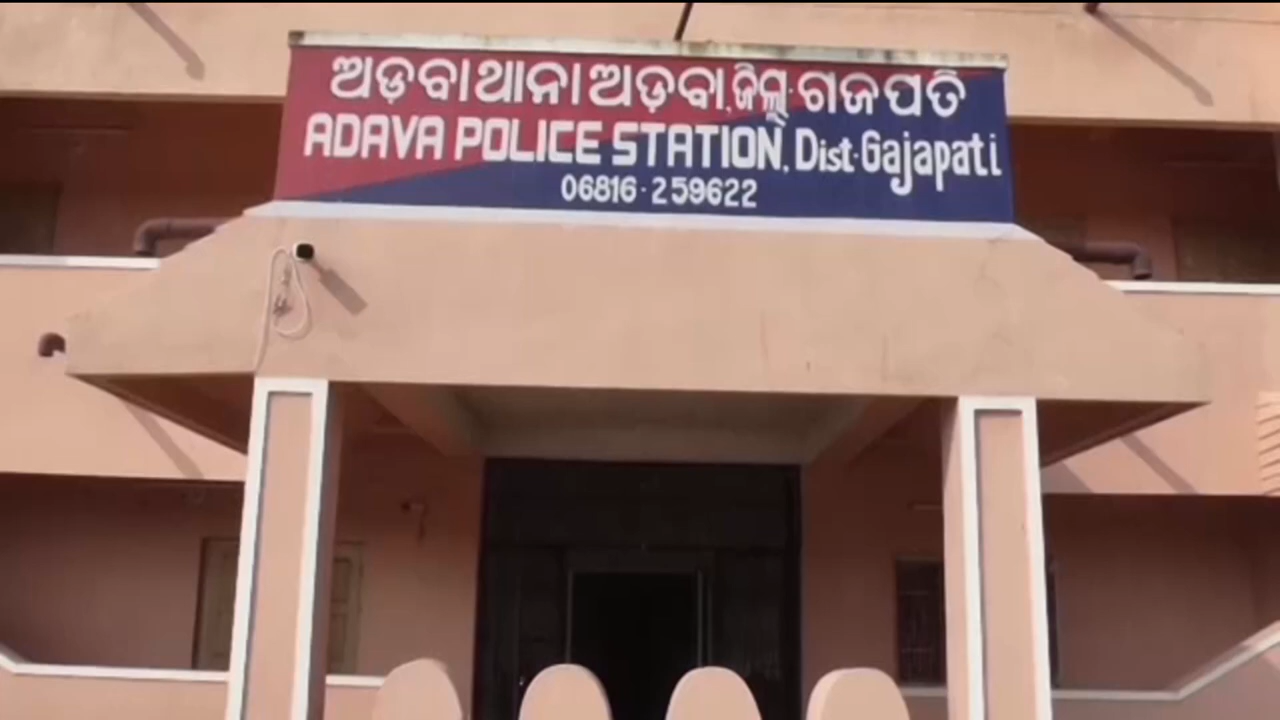 ଅଡ଼ବା ଥାନା ଅଡ଼ବା, ଜିଲ୍ଲା- ଗଜପତି
ADAVA POLICE STATION, Dist-Gajapati
06816-259622